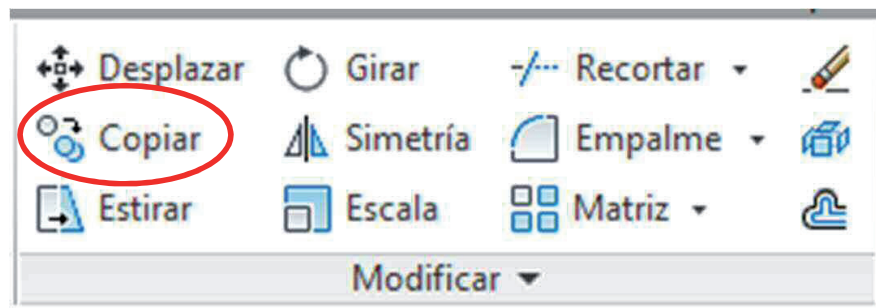 Desplazar Girar Recortar
Copiar Simetría Empalme
Estirar Escala Matriz
Modificar